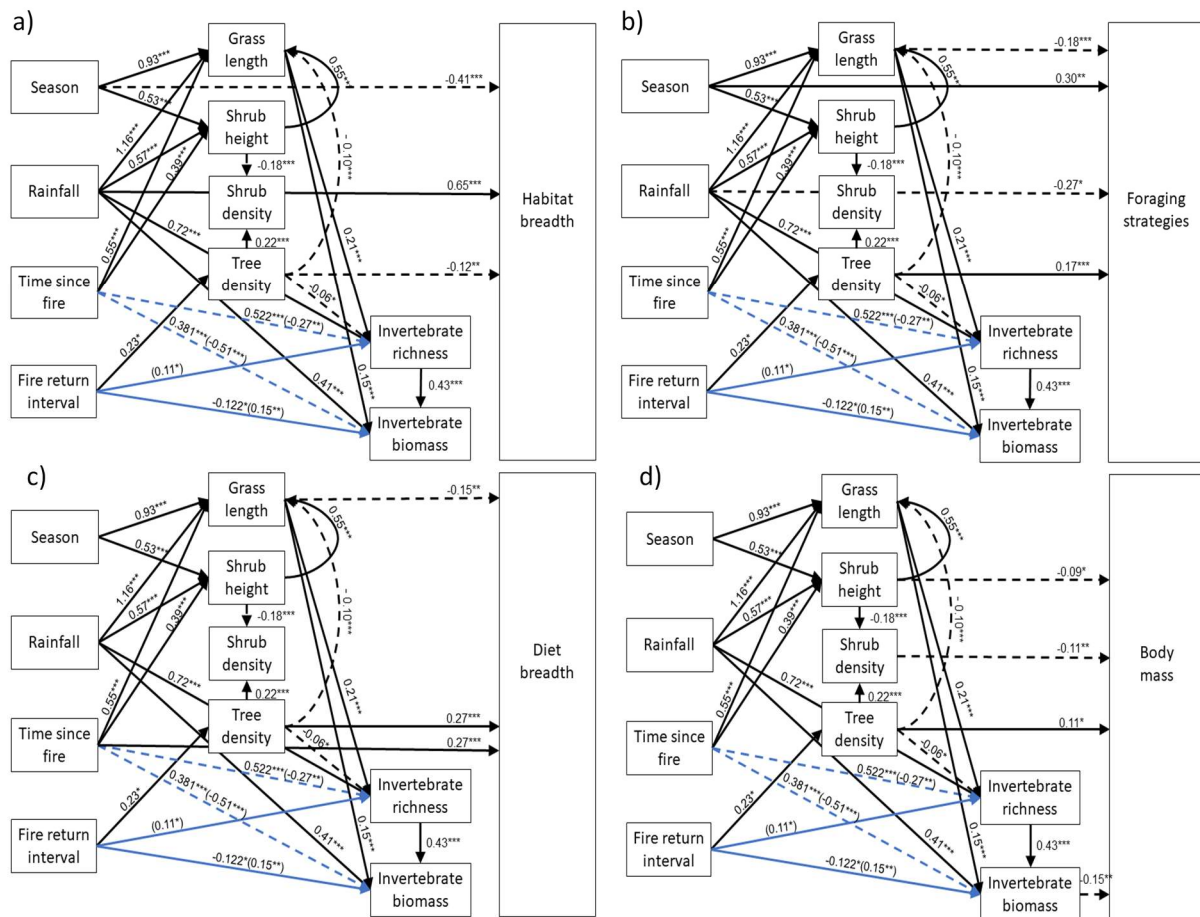 a)
Season
Rainfall
Time since
fire
Fire return
interval
Grass
length
Shrub
height
Shrub
density
Tree
density
Invertebrate
richness
Invertebrate
biomass
Habitat
breadth
0.93***
0.53***
1.16***
0.57***
0.39***
0.55***
0.72***
0.23*
0.55***
-0.18***
0.22***
- 0.10***
0.21***
-0.06*
0.522***(-0.27**)
0.381***(-0.51***)
(0.11*)
0.41***
0.15***
-0.122*(0.15**)
0.43***
-0.41***
0.65***
-0.12**
b)
Season
Rainfall
Time since
fire
Fire return
interval
Grass
length
Shrub
height
Shrub
density
Tree
density
Invertebrate
richness
Invertebrate
biomass
Foraging
strategies
0.93***
0.53***
1.16***
0.57***
0.39***
0.55***
0.72***
0.23*
0.55***
-0.18***
0.22***
- 0.10***
0.21***
-0.06*
0.522***(-0.27**)
0.381***(-0.51***)
(0.11*)
0.41***
0.15***
-0.122*(0.15**)
0.43***
-0.18***
0.30**
-0.27*
0.17***
c)
Season
Rainfall
Time since
fire
Fire return
interval
Grass
length
Shrub
height
Shrub
density
Tree
density
Invertebrate
richness
Invertebrate
biomass
Diet
breadth
0.93***
0.53***
1.16***
0.57***
0.39***
0.55***
0.72***
0.23*
0.55***
-0.18***
0.22***
- 0.10***
0.21***
-0.06*
0.522***(-0.27**)
0.381***(-0.51***)
(0.11*)
0.41***
0.15***
-0.122*(0.15**)
0.43***
-0.15**
0.27***
0.27***
d)
Season
Rainfall
Time since
fire
Fire return
interval
Grass
length
Shrub
height
Shrub
density
Tree
density
Invertebrate
richness
Invertebrate
biomass
Body
mass
0.93***
0.53***
1.16***
0.57***
0.39***
0.55***
0.72***
0.23*
0.55***
-0.18***
0.22***
- 0.10***
0.21***
-0.06*
0.522***(-0.27**)
0.381***(-0.51***)
(0.11*)
0.41***
0.15***
-0.122*(0.15**)
0.43***
-0.09*
-0.11**
0.11*
-0.15**